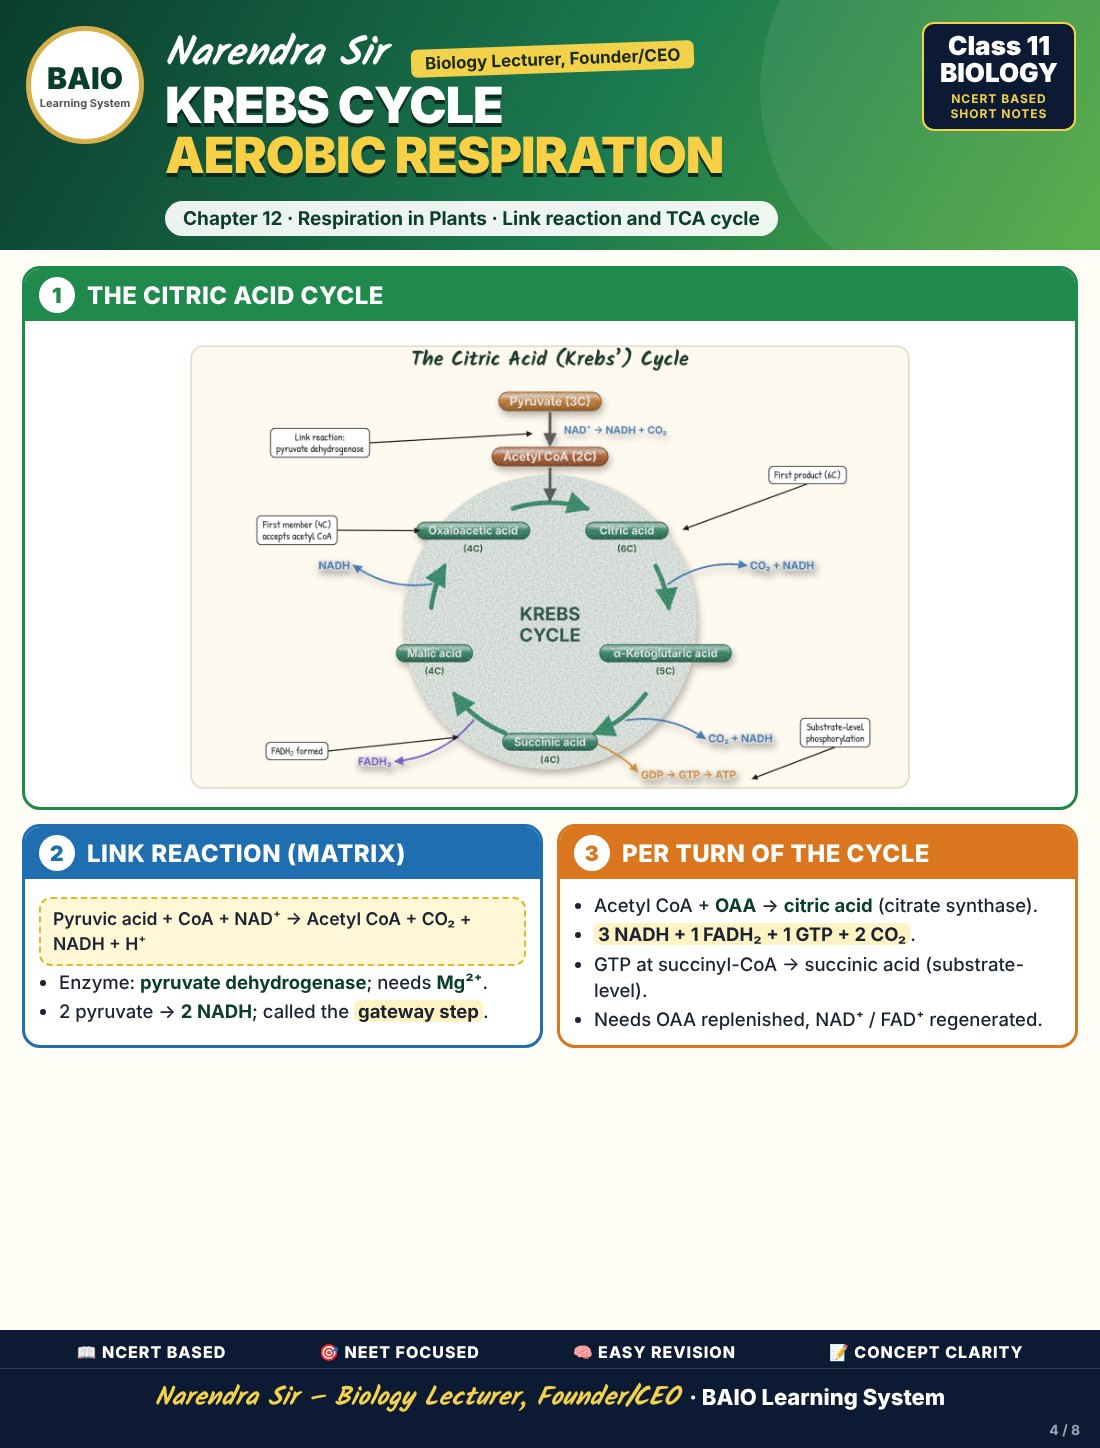 BAIO
Learning System
Narendra Sir
Biology Lecturer, Founder/CEO
KREBS CYCLE
AEROBIC RESPIRATION
Chapter 12 · Respiration in Plants · Link reaction and TCA cycle
Class 11
BIOLOGY
NCERT BASED
SHORT NOTES
1 THE CITRIC ACID CYCLE
The Citric Acid (Krebs') Cycle
Pyruvate (3C)
NAD⁺ → NADH + CO₂
Link reaction:
pyruvate dehydrogenase
Acetyl CoA (2C)
First product (6C)
First member (4C)
accepts acetyl CoA
Oxaloacetic acid
(4C)
Citric acid
(6C)
NADH
CO₂ + NADH
KREBS
CYCLE
Malic acid
(4C)
α-Ketoglutaric acid
(5C)
Substrate-level
phosphorylation
CO₂ + NADH
FADH₂ formed
FADH₂
Succinic acid
(4C)
GDP → GTP → ATP
2 LINK REACTION (MATRIX)
Pyruvic acid + CoA + NAD⁺ → Acetyl CoA + CO₂ +
NADH + H⁺
• Enzyme: pyruvate dehydrogenase; needs Mg²⁺.
• 2 pyruvate → 2 NADH; called the gateway step.
3 PER TURN OF THE CYCLE
• Acetyl CoA + OAA → citric acid (citrate synthase).
• 3 NADH + 1 FADH₂ + 1 GTP + 2 CO₂.
• GTP at succinyl-CoA → succinic acid (substrate-
level).
• Needs OAA replenished, NAD⁺ / FAD⁺ regenerated.
📖 NCERT BASED
🎯 NEET FOCUSED
🧠 EASY REVISION
📝 CONCEPT CLARITY
Narendra Sir – Biology Lecturer, Founder/CEO · BAIO Learning System
4 / 8